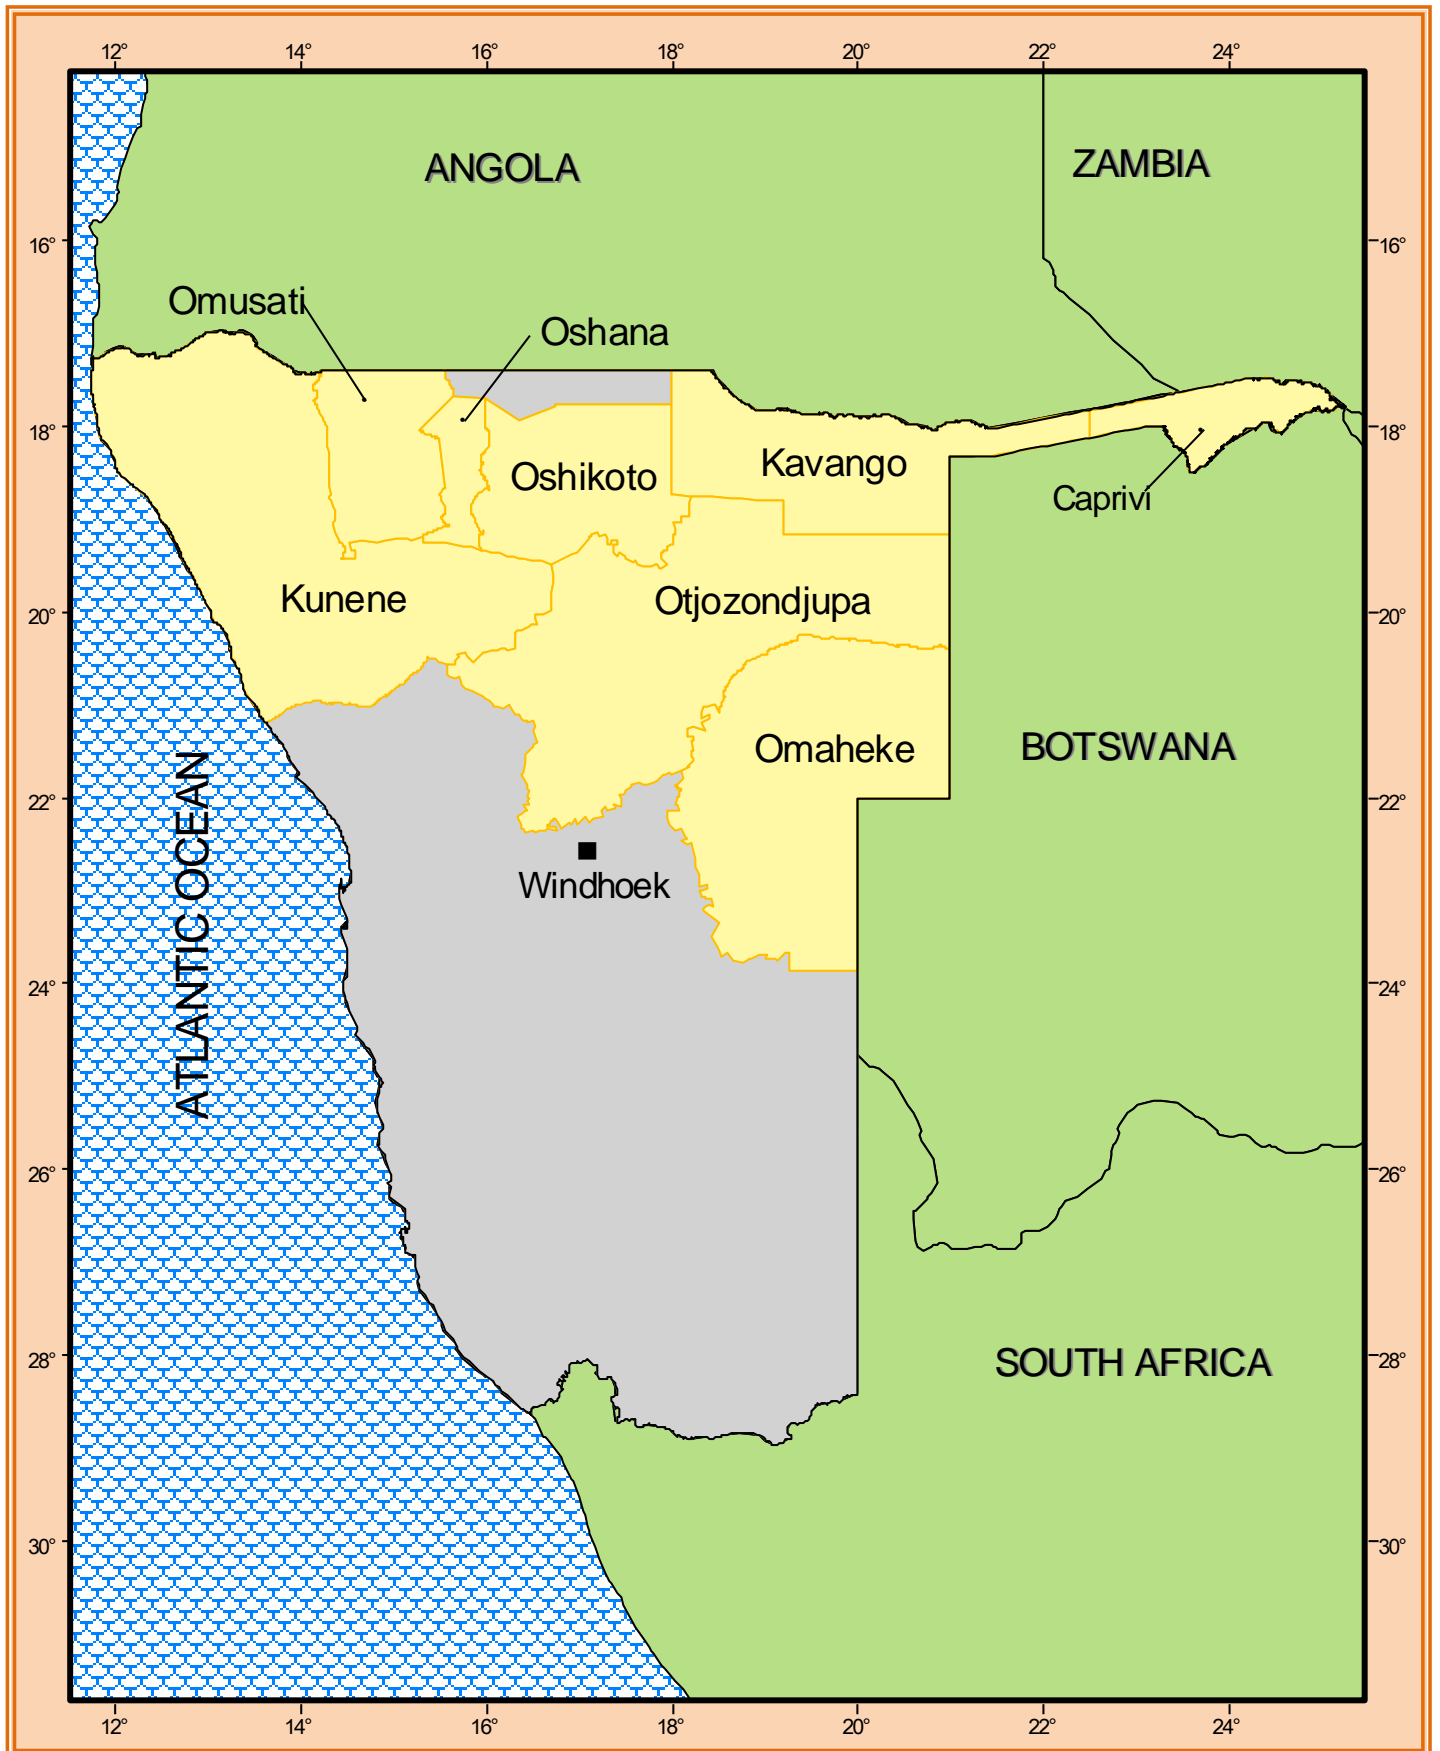 12° 14° 16° 18° 20° 22° 24°
ANGOLA
ZAMBIA
16° 16°
Omusati
Oshana
18° 18°
Oshikoto
Kavango
Caprivi
Kunene
Otjozondjupa
20° 20°
Omaheke
BOTSWANA
ATLANTIC OCEAN
22° 22°
Windhoek
24° 24°
26° 26°
28° 28°
SOUTH AFRICA
30° 30°
12° 14° 16° 18° 20° 22° 24°